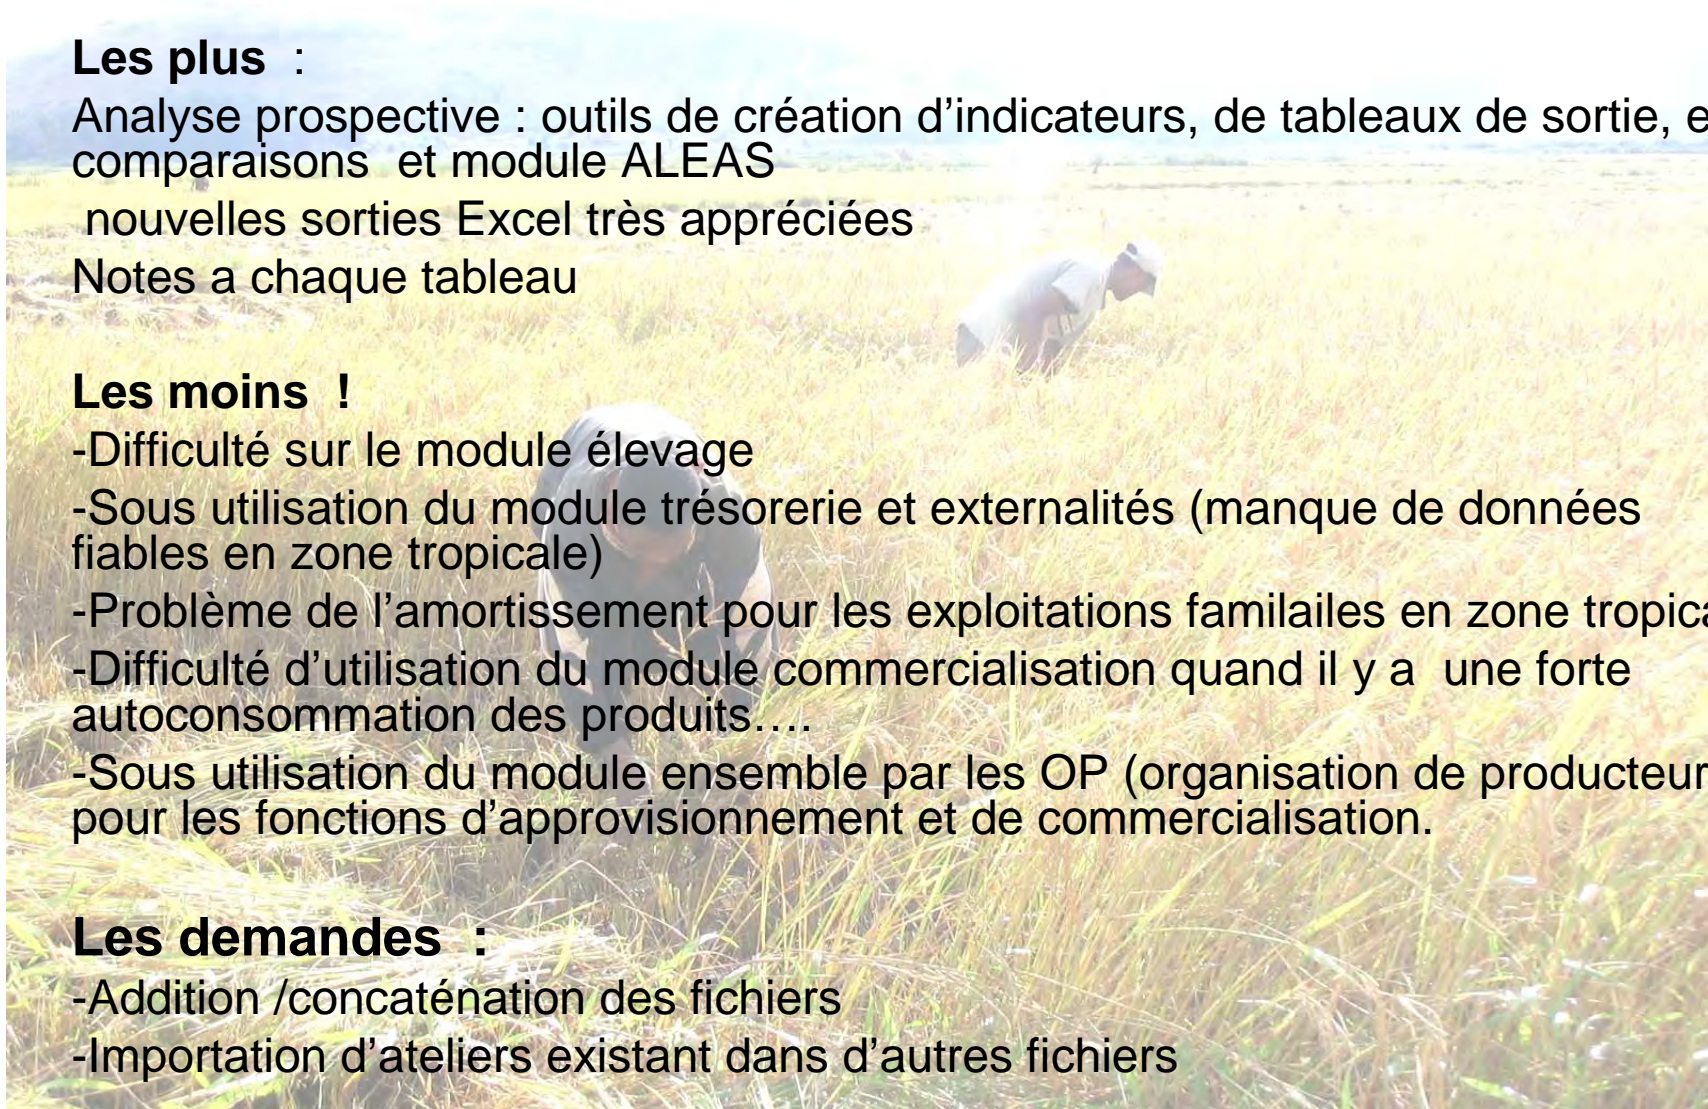 Les plus  :
Analyse prospective : outils de création d’indicateurs, de tableaux de sortie,
comparaisons  et module ALEAS
nouvelles sorties Excel très appréciées
Notes a chaque tableau
Les moins  !
-Difficulté sur le module élevage
-Sous utilisation du module trésorerie et externalités (manque de données
fiables en zone tropicale)
-Problème de l’amortissement pour les exploitations familailes en zone
-Difficulté d’utilisation du module commercialisation quand il y a  une forte
autoconsommation des produits….
-Sous utilisation du module ensemble par les OP (organisation de producteur
pour les fonctions d’approvisionnement et de commercialisation.
Les demandes  :
-Addition /concaténation des fichiers
-Importation d’ateliers existant dans d’autres fichiers